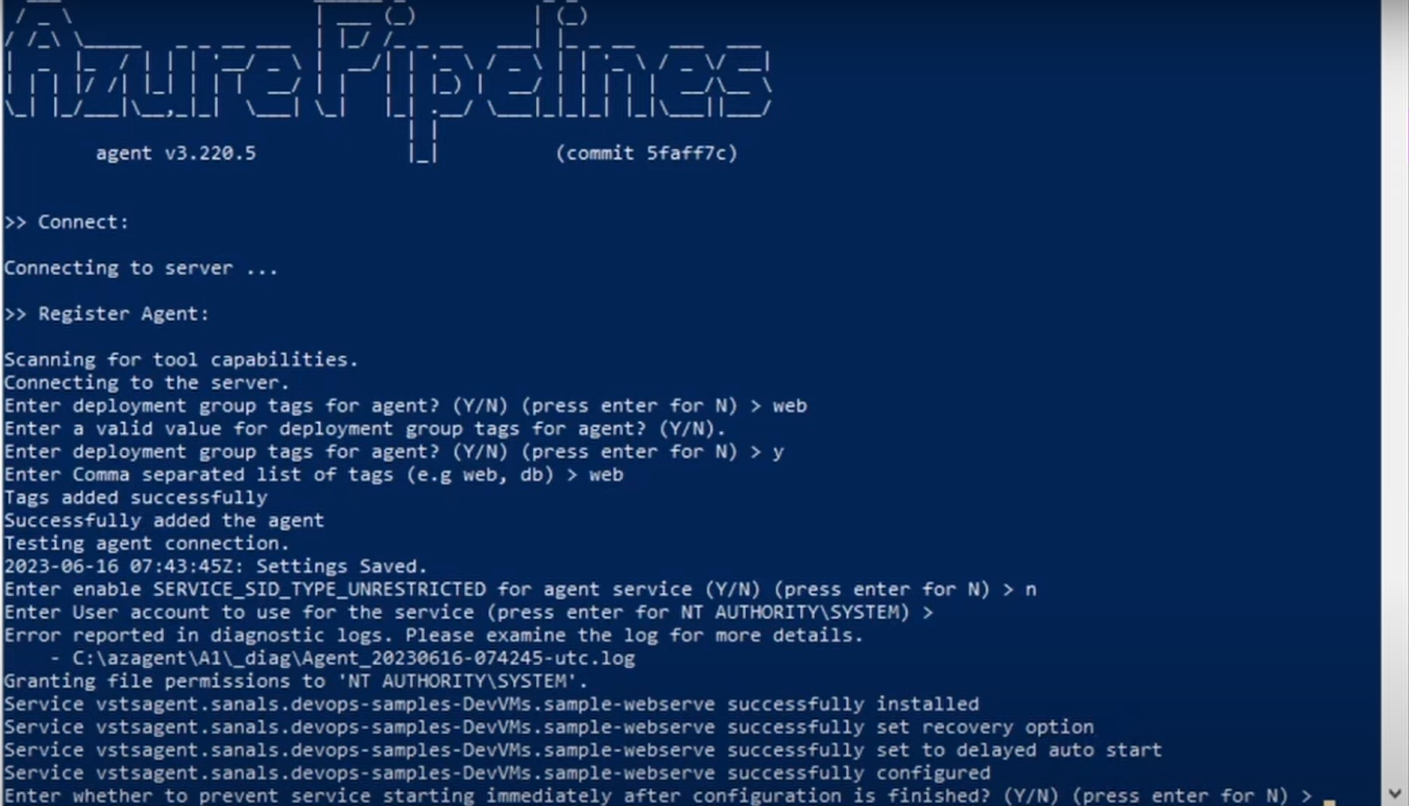 Azure Pipelines
agent v3.220.5 (commit 5faff7c)
>> Connect:
Connecting to server ...
>> Register Agent:
Scanning for tool capabilities.
Connecting to the server.
Enter deployment group tags for agent? (Y/N) (press enter for N) > web
Enter a valid value for deployment group tags for agent? (Y/N).
Enter deployment group tags for agent? (Y/N) (press enter for N) > y
Enter Comma separated list of tags (e.g web, db) > web
Tags added successfully
Successfully added the agent
Testing agent connection.
2023-06-16 07:43:45Z: Settings Saved.
Enter enable SERVICE_SID_TYPE_UNRESTRICTED for agent service (Y/N) (press enter for N) > n
Enter User account to use for the service (press enter for NT AUTHORITY\SYSTEM) >
Error reported in diagnostic logs. Please examine the log for more details.
- C:\azagent\A1\_diag\Agent_20230616-074245-utc.log
Granting file permissions to 'NT AUTHORITY\SYSTEM'.
Service vstsagent.sanals.devops-samples-DevVMs.sample-webserve successfully installed
Service vstsagent.sanals.devops-samples-DevVMs.sample-webserve successfully set recovery option
Service vstsagent.sanals.devops-samples-DevVMs.sample-webserve successfully set to delayed auto start
Service vstsagent.sanals.devops-samples-DevVMs.sample-webserve successfully configured
Enter whether to prevent service starting immediately after configuration is finished? (Y/N) (press enter for N) > _